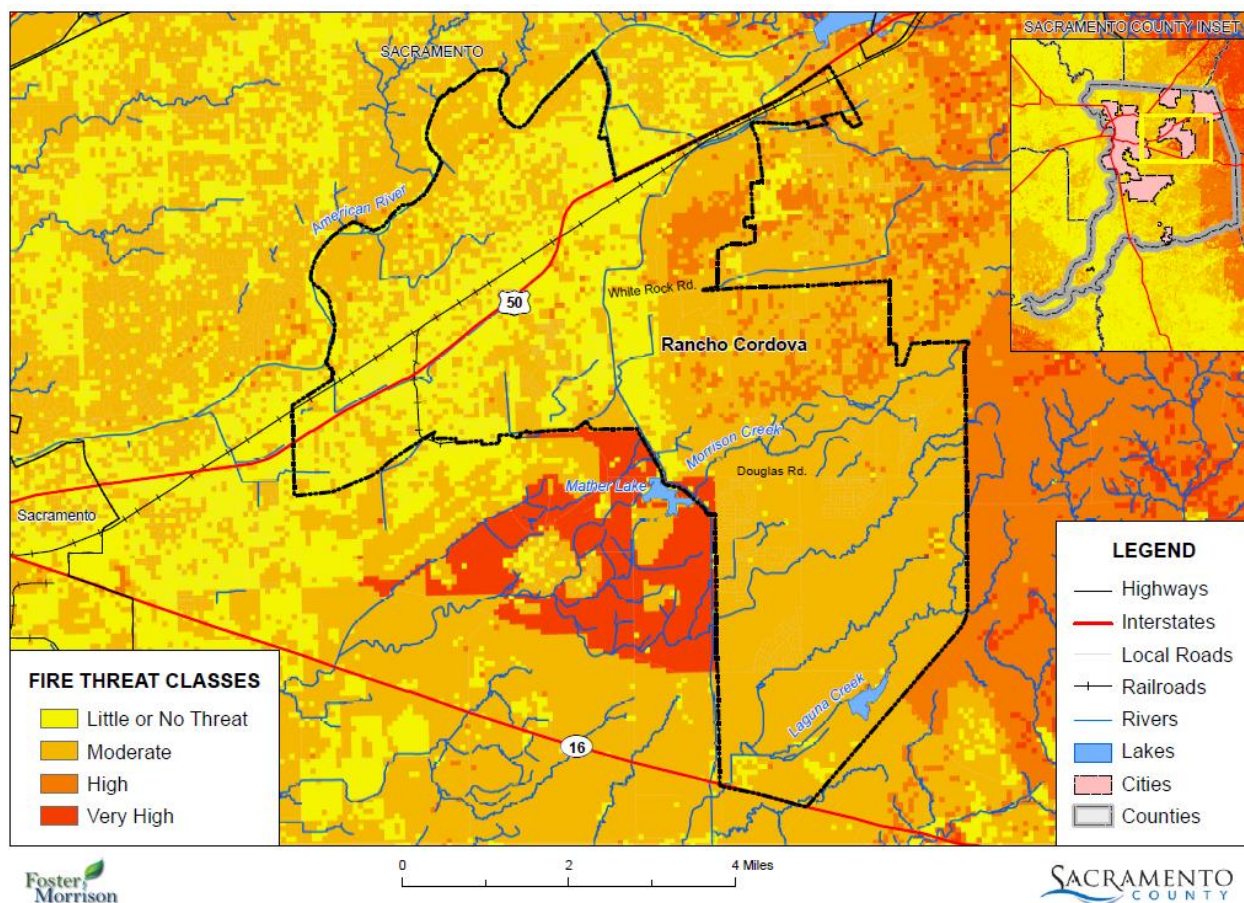 SACRAMENTO COUNTY INSET
SACRAMENTO
American River
50
White Rock Rd.
Rancho Cordova
Morrison Creek
Douglas Rd.
Mather Lake
Sacramento
Laguna Creek
16
FIRE THREAT CLASSES
Little or No Threat
Moderate
High
Very High
LEGEND
Highways
Interstates
Local Roads
Railroads
Rivers
Lakes
Cities
Counties
0 2 4 Miles
Foster
Morrison
SACRAMENTO
COUNTY